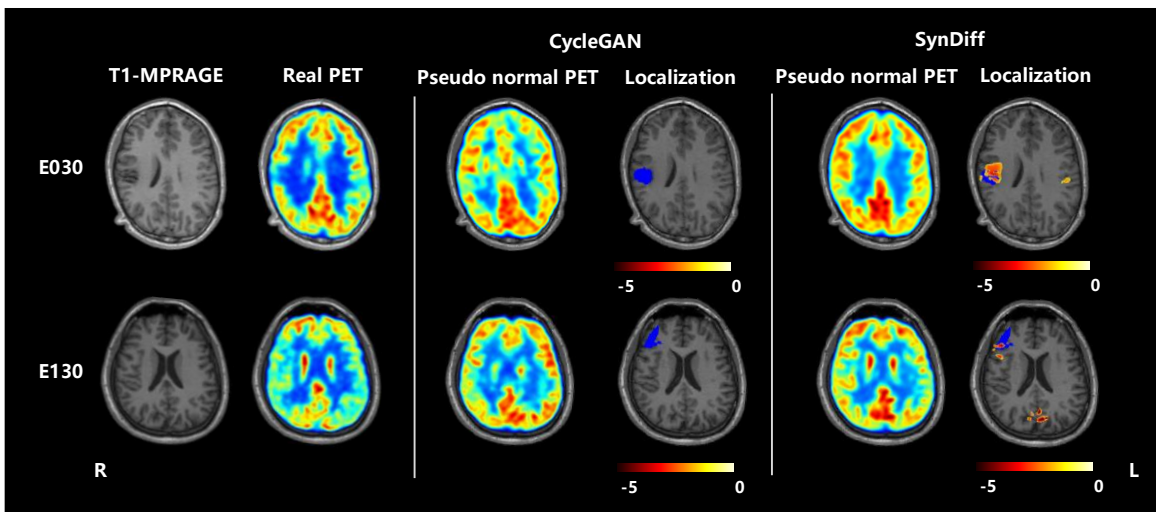 CycleGAN SynDiff
T1-MPRAGE Real PET Pseudo normal PET Localization Pseudo normal PET Localization
E030
-5 0 -5 0
E130
R L
-5 0 -5 0